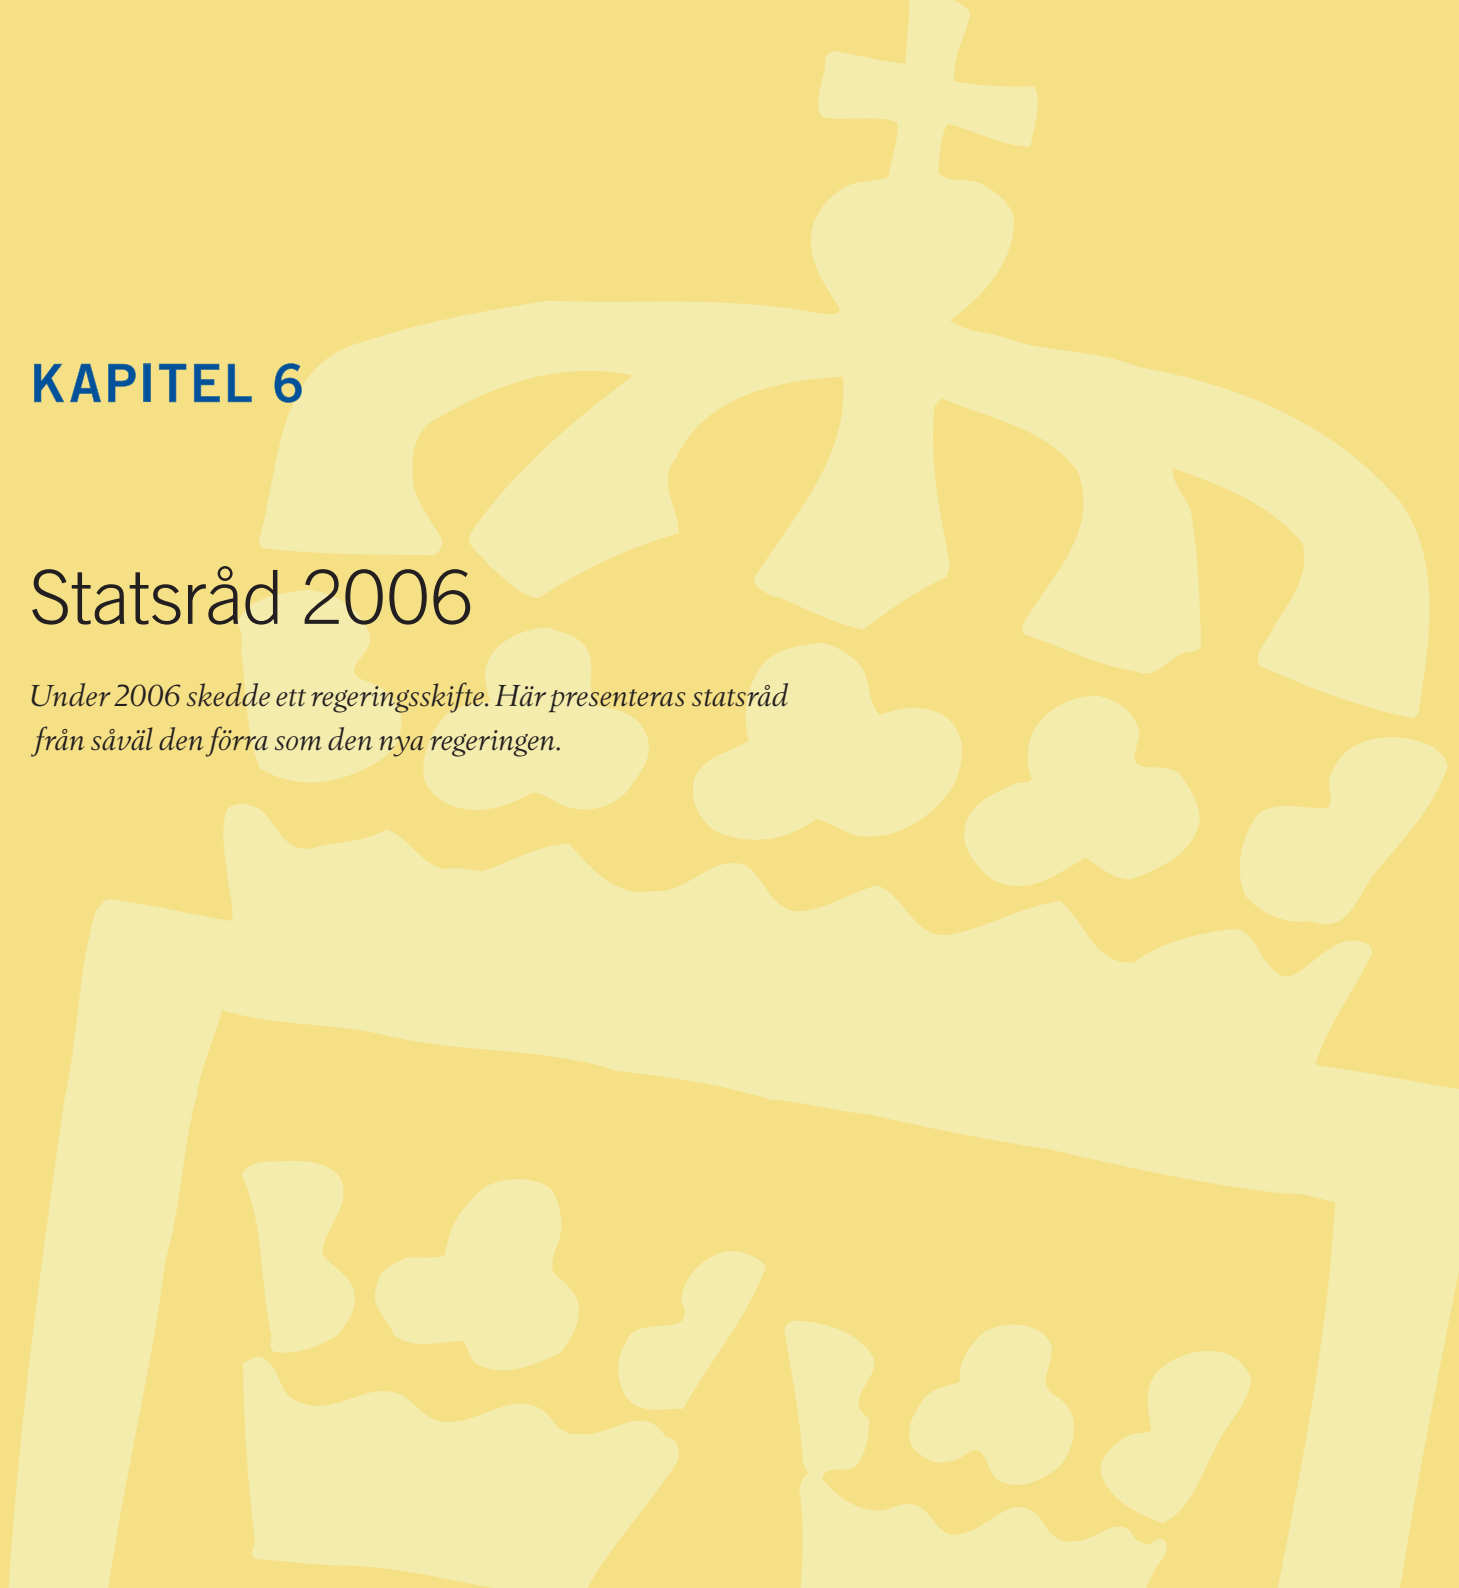 KAPITEL 6
Statsråd 2006
Under 2006 skedde ett regeringsskifte. Här presenteras statsråd
från såväl den förra som den nya regeringen.